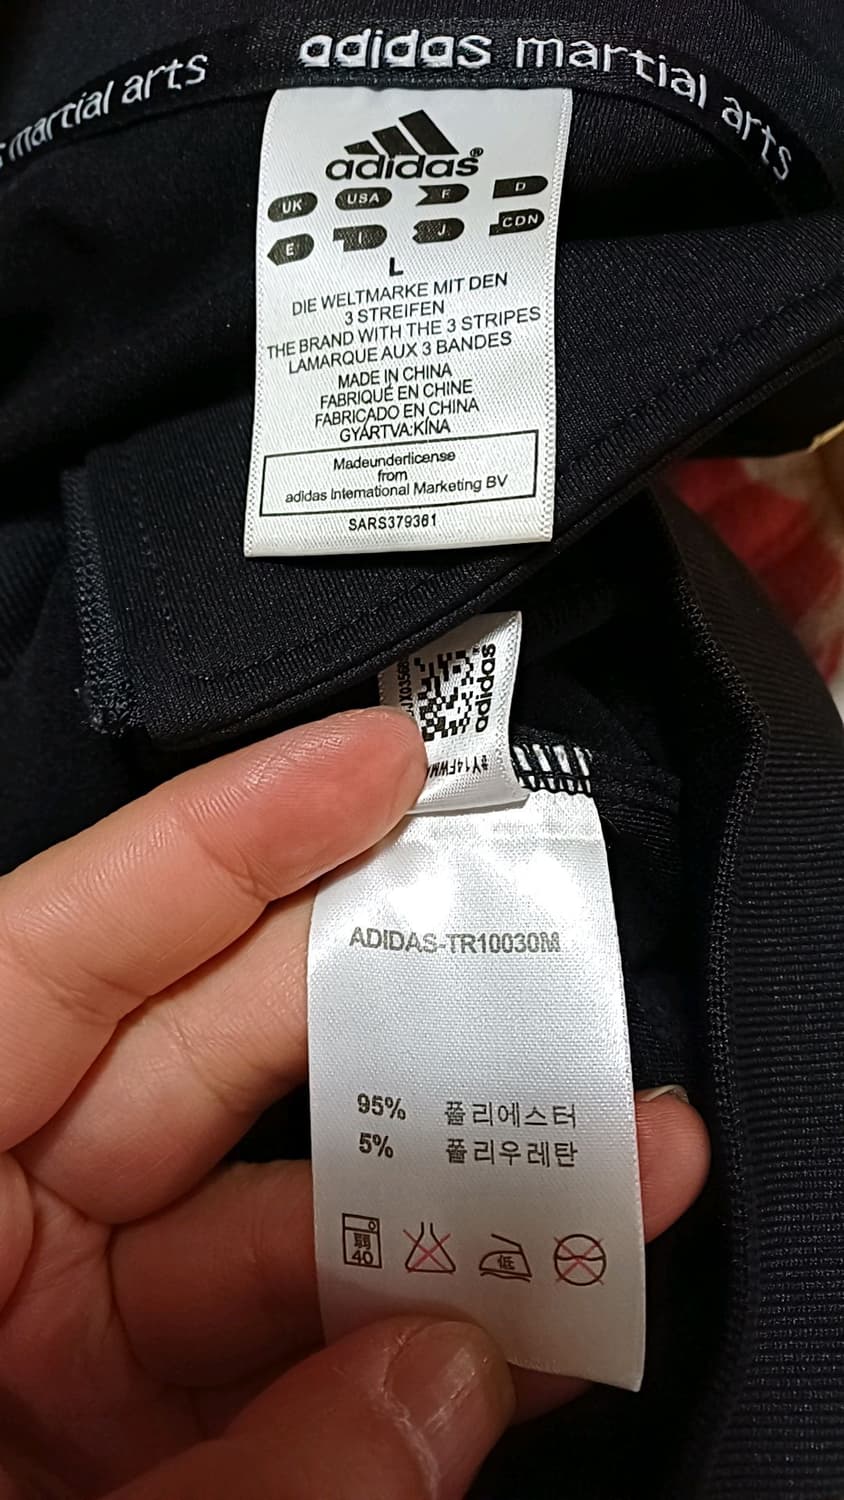 martial arts
adidas martial arts
adidas®
UK USA F D
E I J CDN
L
DIE WELTMARKE MIT DEN
3 STREIFEN
THE BRAND WITH THE 3 STRIPES
LAMARQUE AUX 3 BANDES
MADE IN CHINA
FABRIQUÉ EN CHINE
FABRICADO EN CHINA
GYÁRTVA:KÍNA
Madeunderlicense
from
adidas International Marketing BV
SARS379361
adidas
ADIDAS-TR10030M
95% 폴리에스터
5% 폴리우레탄
弱
40
低